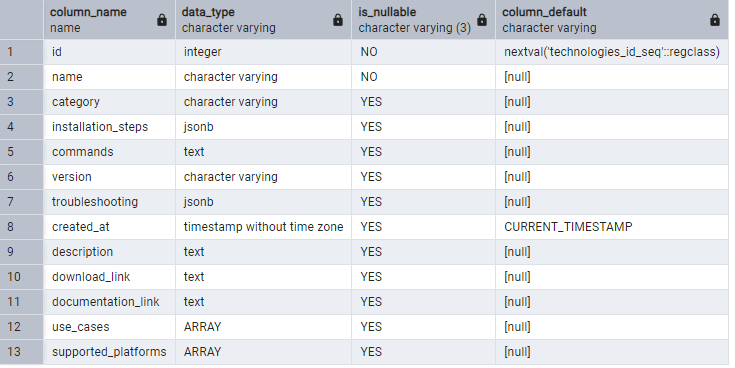 column_name data_type is_nullable column_default
name character varying character varying (3) character varying
1 id integer NO nextval('technologies_id_seq'::regclass)
2 name character varying NO [null]
3 category character varying YES [null]
4 installation_steps jsonb YES [null]
5 commands text YES [null]
6 version character varying YES [null]
7 troubleshooting jsonb YES [null]
8 created_at timestamp without time zone YES CURRENT_TIMESTAMP
9 description text YES [null]
10 download_link text YES [null]
11 documentation_link text YES [null]
12 use_cases ARRAY YES [null]
13 supported_platforms ARRAY YES [null]